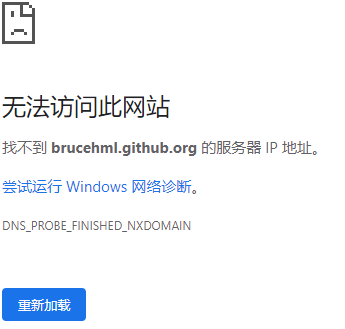 无法访问此网站
找不到 brucehml.github.org 的服务器 IP 地址。
尝试运行 Windows 网络诊断。
DNS_PROBE_FINISHED_NXDOMAIN
重新加载